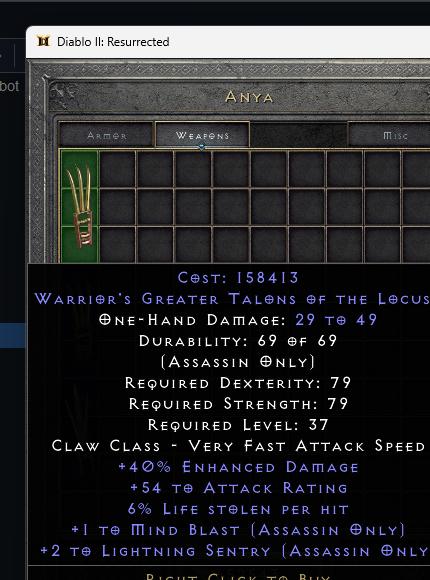 bot
Diablo II: Resurrected
Anya
Armor Weapons Misc
Cost: 158413
Warrior's Greater Talons of the Locus
One-Hand Damage: 29 to 49
Durability: 69 of 69
(Assassin Only)
Required Dexterity: 79
Required Strength: 79
Required Level: 37
Claw Class - Very Fast Attack Speed
+40% Enhanced Damage
+54 to Attack Rating
6% Life stolen per hit
+1 to Mind Blast (Assassin Only)
+2 to Lightning Sentry (Assassin Only
Right Click to Buy